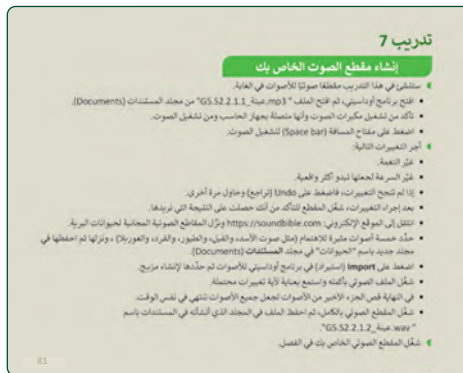 تدريب 7
إنشاء مقطع الصوت الخاص بك
ستنشئ في هذا التدريب مقطعًا صوتيًا للأصوات في الغابة.
افتح برنامج أوداسيتي، ثم افتح الملف "G5.S2.2.1.1_عينة.mp3" من مجلد المستندات (Documents).
تأكد من تشغيل مكبرات الصوت وأنها متصلة بجهاز الحاسب ومن تشغيل الصوت.
اضغط على مفتاح المسافة (Space bar) لتشغيل الصوت.
أجر التغييرات التالية:
غيّر النغمة.
غيّر السرعة لجعلها تبدو أكثر واقعية.
إذا لم تنجح التغييرات، فاضغط على Undo (تراجع) وحاول مرة أخرى.
بعد إجراء التغييرات، شغّل المقطع للتأكد من أنك حصلت على النتيجة التي تريدها.
انتقل إلى الموقع الإلكتروني: https://soundbible.com ونزّل المقاطع الصوتية المجانية لحيوانات البرية.
حدّد خمسة أصوات مثيرة للاهتمام (مثل صوت الأسد، والفيل، والطيور، والقرد، والغوريلا) ، ونزلها ثم احفظها في
مجلد جديد باسم "الحيوانات" في مجلد المستندات (Documents).
اضغط على Import (استيراد) في برنامج أوداسيتي للأصوات ثم حدّدها لإنشاء مزيج.
شغّل الملف الصوتي بأكمله واستمع بعناية لأية تغييرات محتملة.
في النهاية قص الجزء الأخير من الأصوات لجعل جميع الأصوات تنتهي في نفس الوقت.
شغّل المقطع الصوتي بالكامل، ثم احفظ الملف في المجلد الذي أنشأته في المستندات باسم
"G5.S2.2.1.2_عينة.wav".
شغّل المقطع الصوتي الخاص بك في الفصل.
81